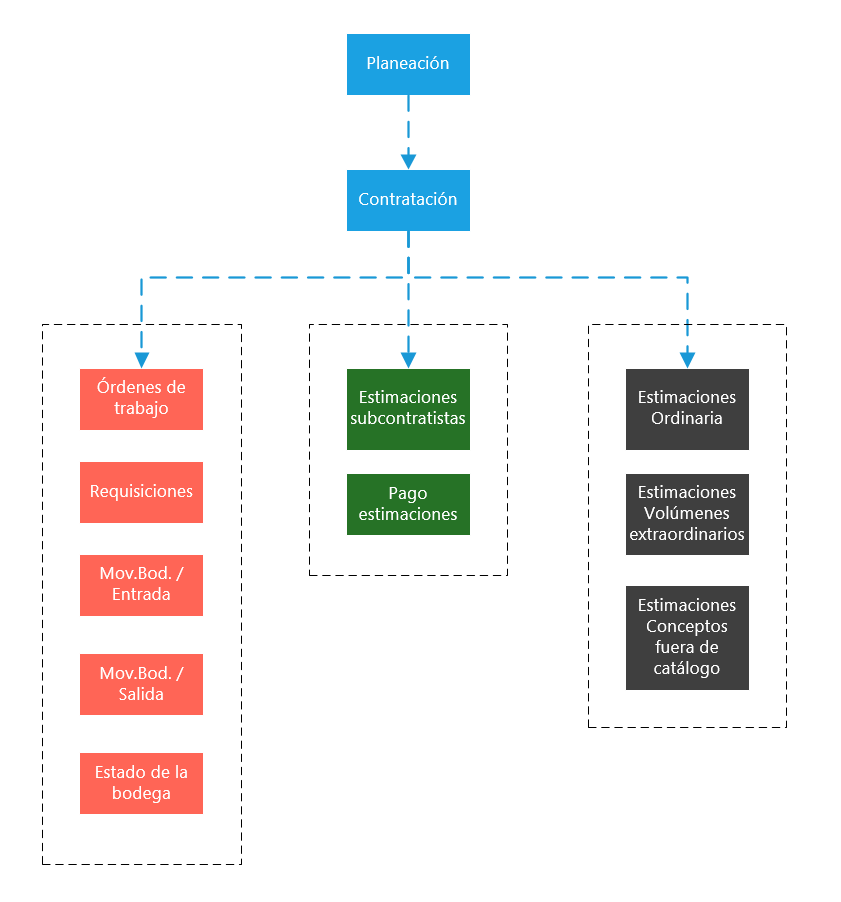 Planeación
Contratación
Órdenes de
trabajo
Requisiciones
Mov.Bod. /
Entrada
Mov.Bod. /
Salida
Estado de la
bodega
Estimaciones
subcontratistas
Pago
estimaciones
Estimaciones
Ordinaria
Estimaciones
Volúmenes
extraordinarios
Estimaciones
Conceptos
fuera de
catálogo